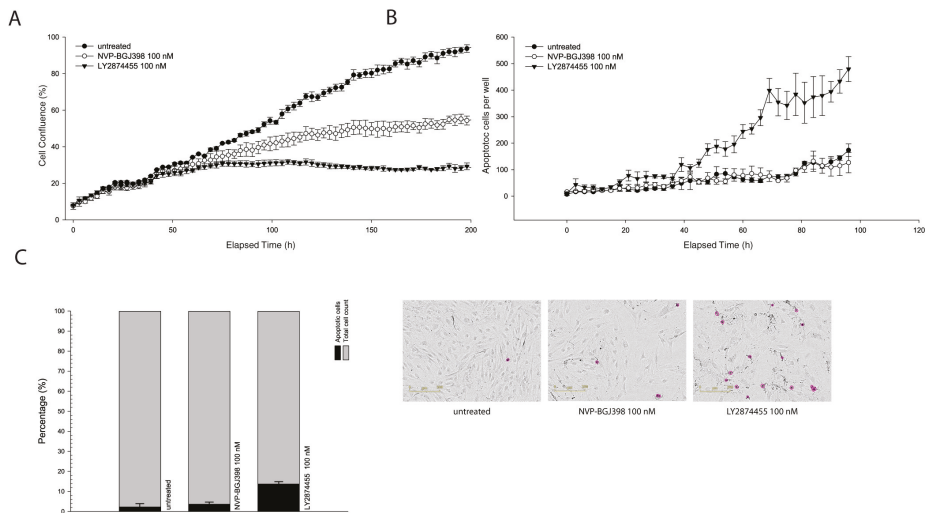 A
untreated
NVP-BGJ398 100 nM
LY2874455 100 nM
100
80
60
40
20
0
Cell Confluence (%)
0
50
100
150
200
Elapsed Time (h)
B
untreated
NVP-BGJ398 100 nM
LY2874455 100 nM
600
500
400
300
200
100
0
Apoptotoc cells per well
0
20
40
60
80
100
120
Elapsed Time (h)
C
100
90
80
70
60
50
40
30
20
10
0
Percentage (%)
untreated
NVP-BGJ398 100 nM
LY2874455 100 nM
Apoptotic cells
Total cell count
untreated
NVP-BGJ398 100 nM
LY2874455 100 nM